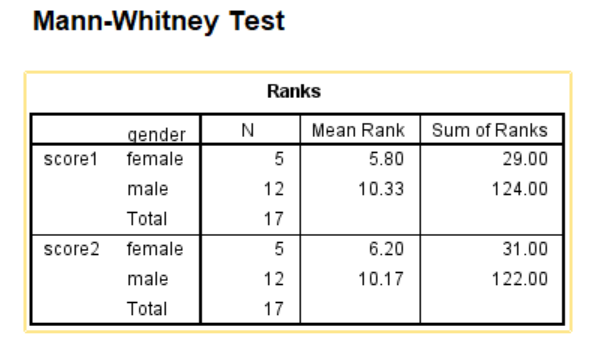 Mann-Whitney Test
Ranks
gender N Mean Rank Sum of Ranks
score1 female 5 5.80 29.00
male 12 10.33 124.00
Total 17
score2 female 5 6.20 31.00
male 12 10.17 122.00
Total 17